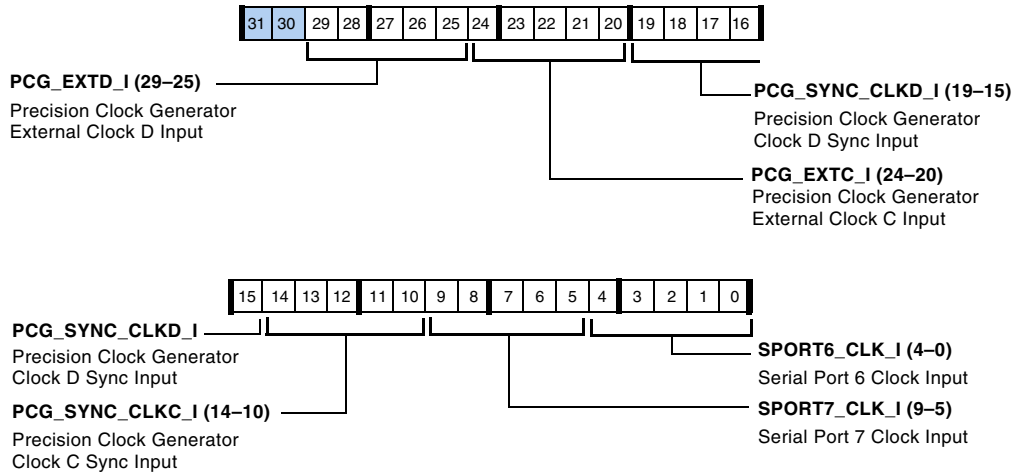 31 30 29 28 27 26 25 24 23 22 21 20 19 18 17 16
PCG_EXTD_I (29–25)
Precision Clock Generator
External Clock D Input
PCG_SYNC_CLKD_I (19–15)
Precision Clock Generator
Clock D Sync Input
PCG_EXTC_I (24–20)
Precision Clock Generator
External Clock C Input
15 14 13 12 11 10 9 8 7 6 5 4 3 2 1 0
PCG_SYNC_CLKD_I
Precision Clock Generator
Clock D Sync Input
PCG_SYNC_CLKC_I (14–10)
Precision Clock Generator
Clock C Sync Input
SPORT6_CLK_I (4–0)
Serial Port 6 Clock Input
SPORT7_CLK_I (9–5)
Serial Port 7 Clock Input